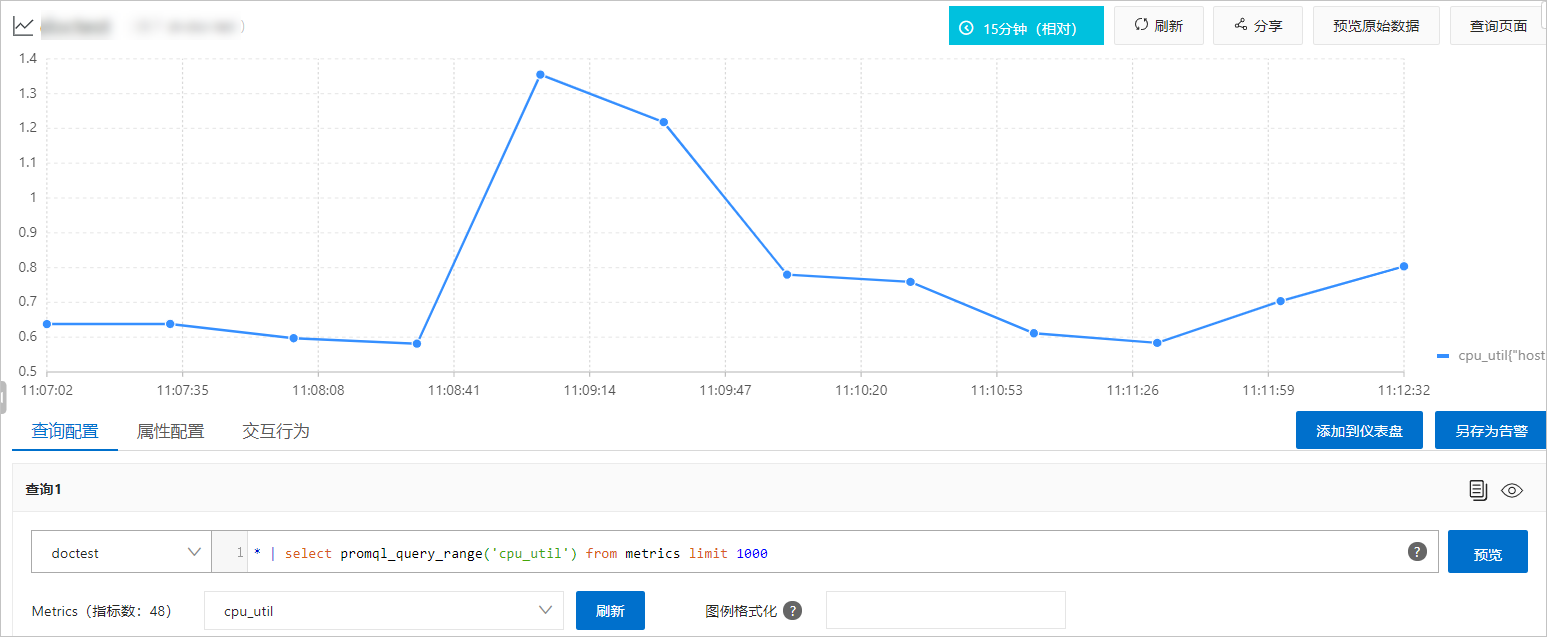 15分钟（相对） 刷新 分享 预览原始数据 查询页面
1.4
1.3
1.2
1.1
1
0.9
0.8
0.7
0.6
0.5
cpu_util{"host
11:07:02 11:07:35 11:08:08 11:08:41 11:09:14 11:09:47 11:10:20 11:10:53 11:11:26 11:11:59 11:12:32
查询配置 属性配置 交互行为 添加到仪表盘 另存为告警
查询1
doctest 1 * | select promql_query_range('cpu_util') from metrics limit 1000 ? 预览
Metrics（指标数：48） cpu_util 刷新 图例格式化 ?